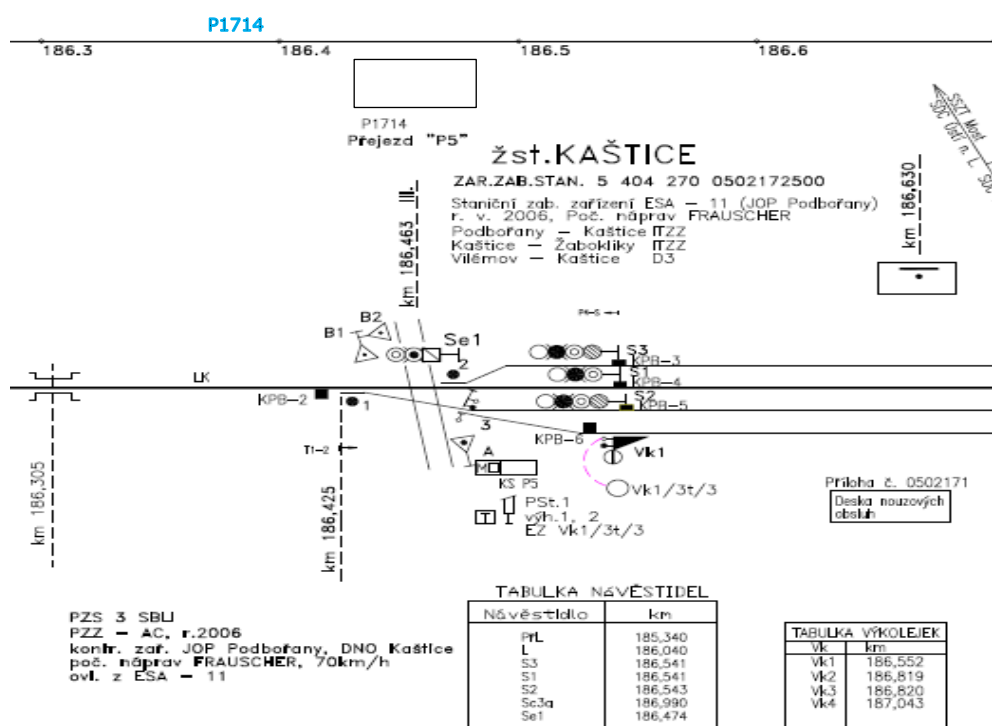 P1714
186.3 186.4 186.5 186.6
P1714
Přejezd "P5"
SSZT Most
SDC Ústí n. L. SDC
žst.KAŠTICE
ZAR.ZAB.STAN. 5 404 270 0502172500
Staniční zab. zařízení ESA - 11 (JOP Podbořany)
r. v. 2006, Poč. náprav FRAUSCHER
Podbořany - Kaštice ITZZ
Kaštice - Žabokliky ITZZ
Vilémov - Kaštice D3
km 186,463 III.
km 186,630
B2
B1
Se1
2
S3
KPB-3
S1
KPB-4
S2
KPB-5
LK
KPB-2
1
3
KPB-6
Vk1
T1-2
A
M
KS P5
Vk1/3t/3
km 186,305
km 186,425
T
PSt.1
výh.1, 2
EZ Vk1/3t/3
Příloha č. 0502171
Deska nouzových
obsluh
PZS 3 SBLI
PZZ - AC, r.2006
kontr. zař. JOP Podbořany, DNO Kaštice
poč. náprav FRAUSCHER, 70km/h
ovl. z ESA - 11
TABULKA NÁVĚSTIDEL
Návěstidlo km
PřL 185,340
L 186,040
S3 186,541
S1 186,541
S2 186,543
Sc3a 186,990
Se1 186,474
TABULKA VÝKOLEJEK
Vk km
Vk1 186,552
Vk2 186,819
Vk3 186,820
Vk4 187,043